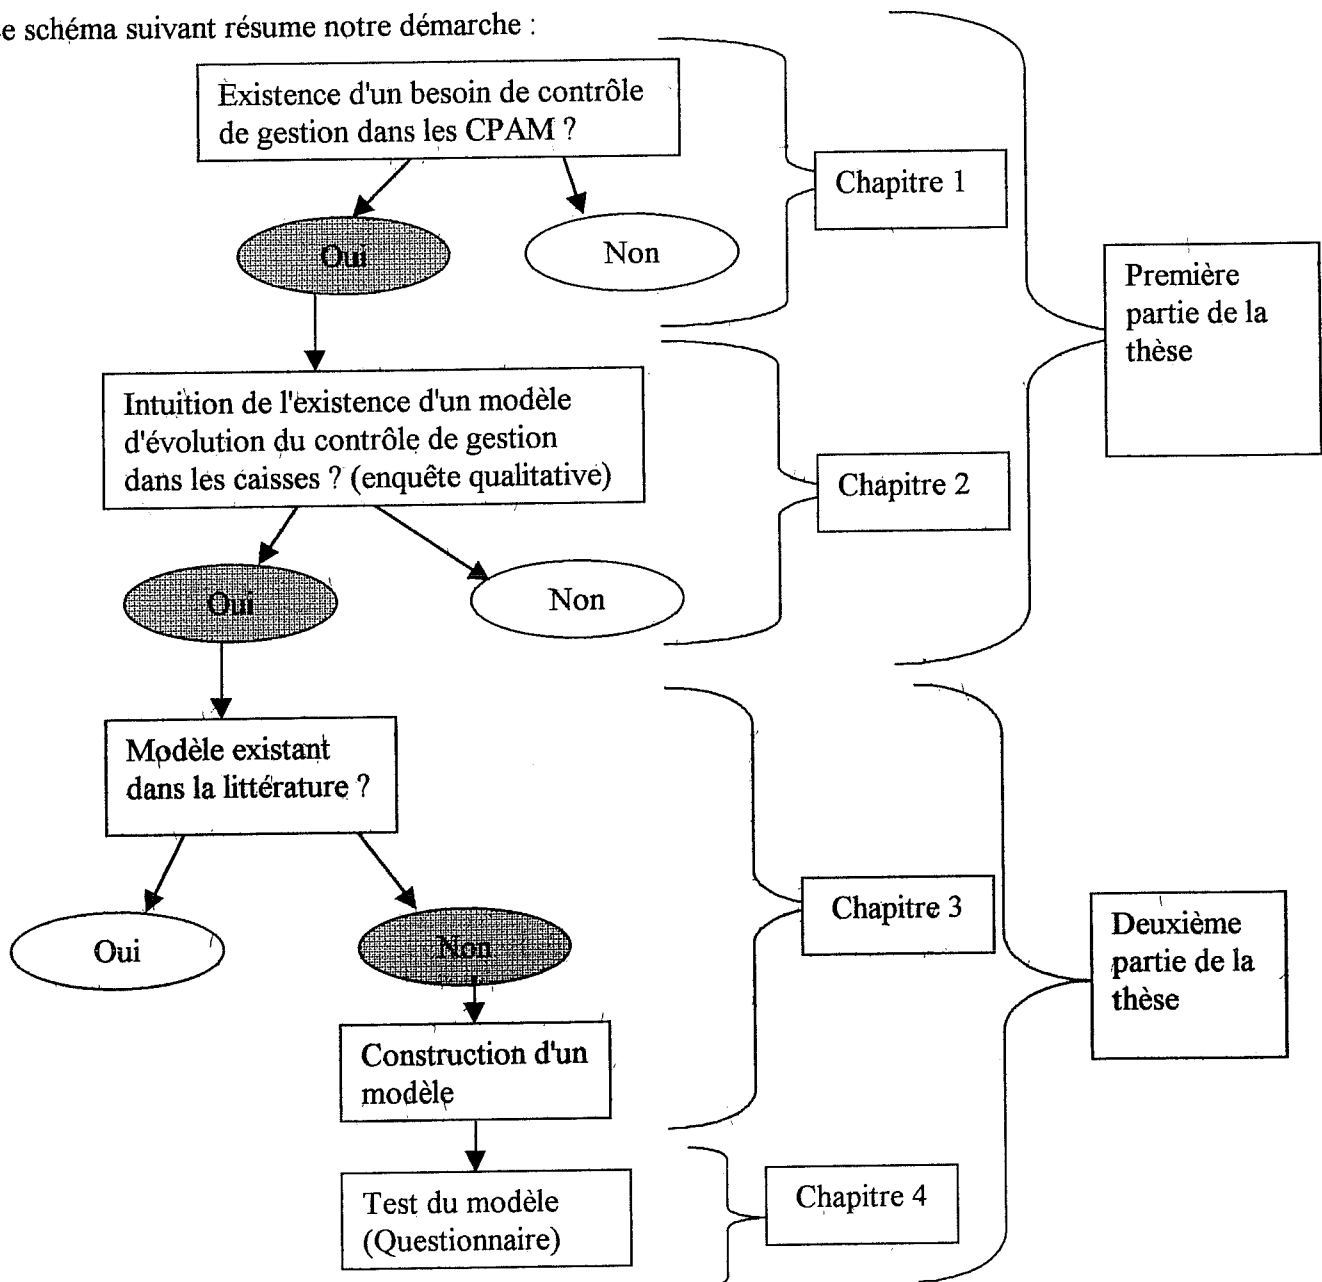 e schéma suivant résume notre démarche :
Existence d'un besoin de contrôle
de gestion dans les CPAM ?
Chapitre 1
Oui
Non
Première
partie de la
thèse
Intuition de l'existence d'un modèle
d'évolution du contrôle de gestion
dans les caisses ? (enquête qualitative)
Chapitre 2
Oui
Non
Modèle existant
dans la littérature ?
Oui
Non
Chapitre 3
Deuxième
partie de la
thèse
Construction d'un
modèle
Test du modèle
(Questionnaire)
Chapitre 4